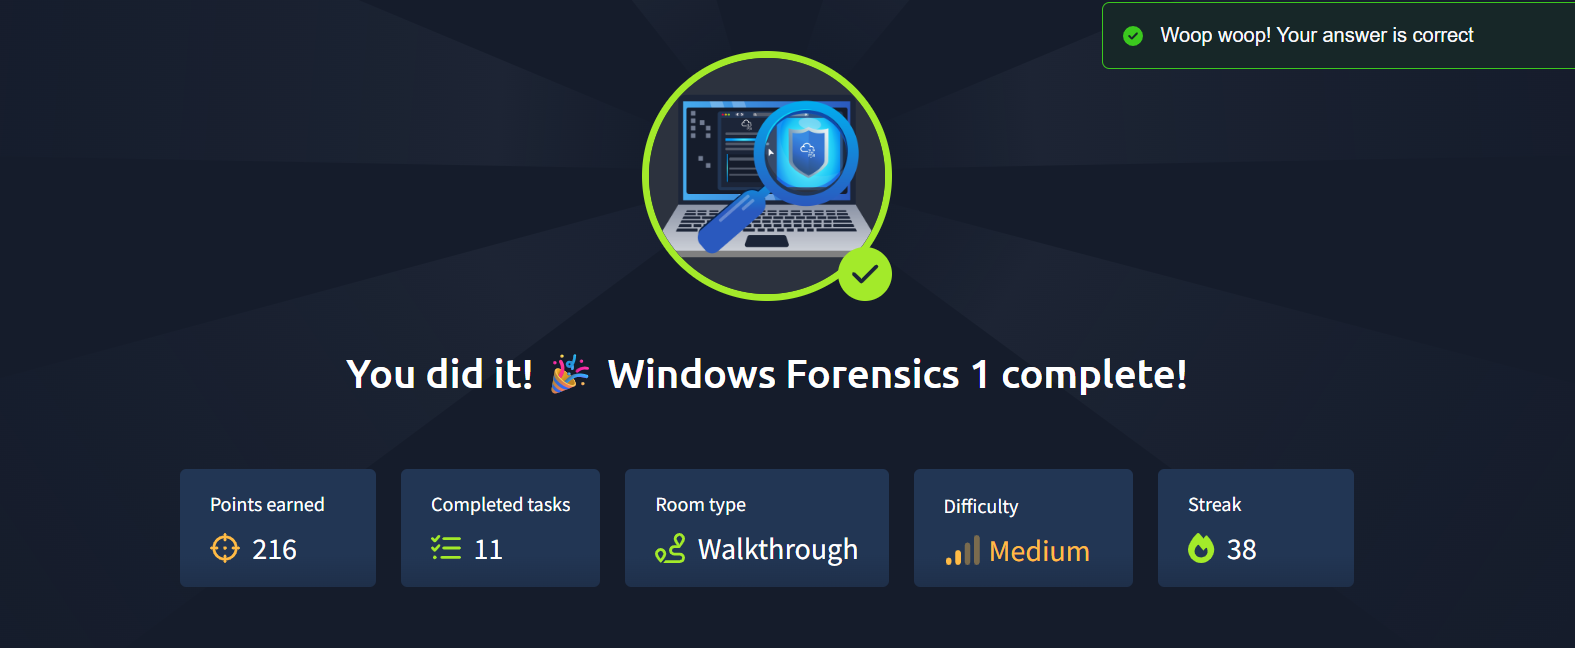 Woop woop! Your answer is correct
You did it! 🎉 Windows Forensics 1 complete!
Points earned
216
Completed tasks
11
Room type
Walkthrough
Difficulty
Medium
Streak
38